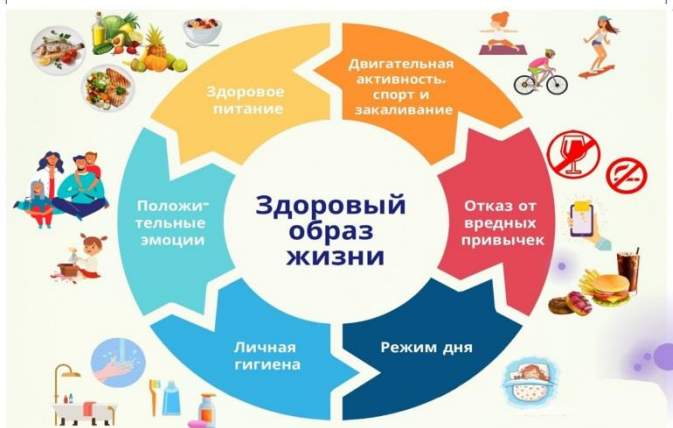 Двигательная
активность,
спорт и
закаливание
Здоровое
питание
Отказ от
вредных
привычек
Положи-
тельные
эмоции
Здоровый
образ
жизни
Режим дня
Личная
гигиена